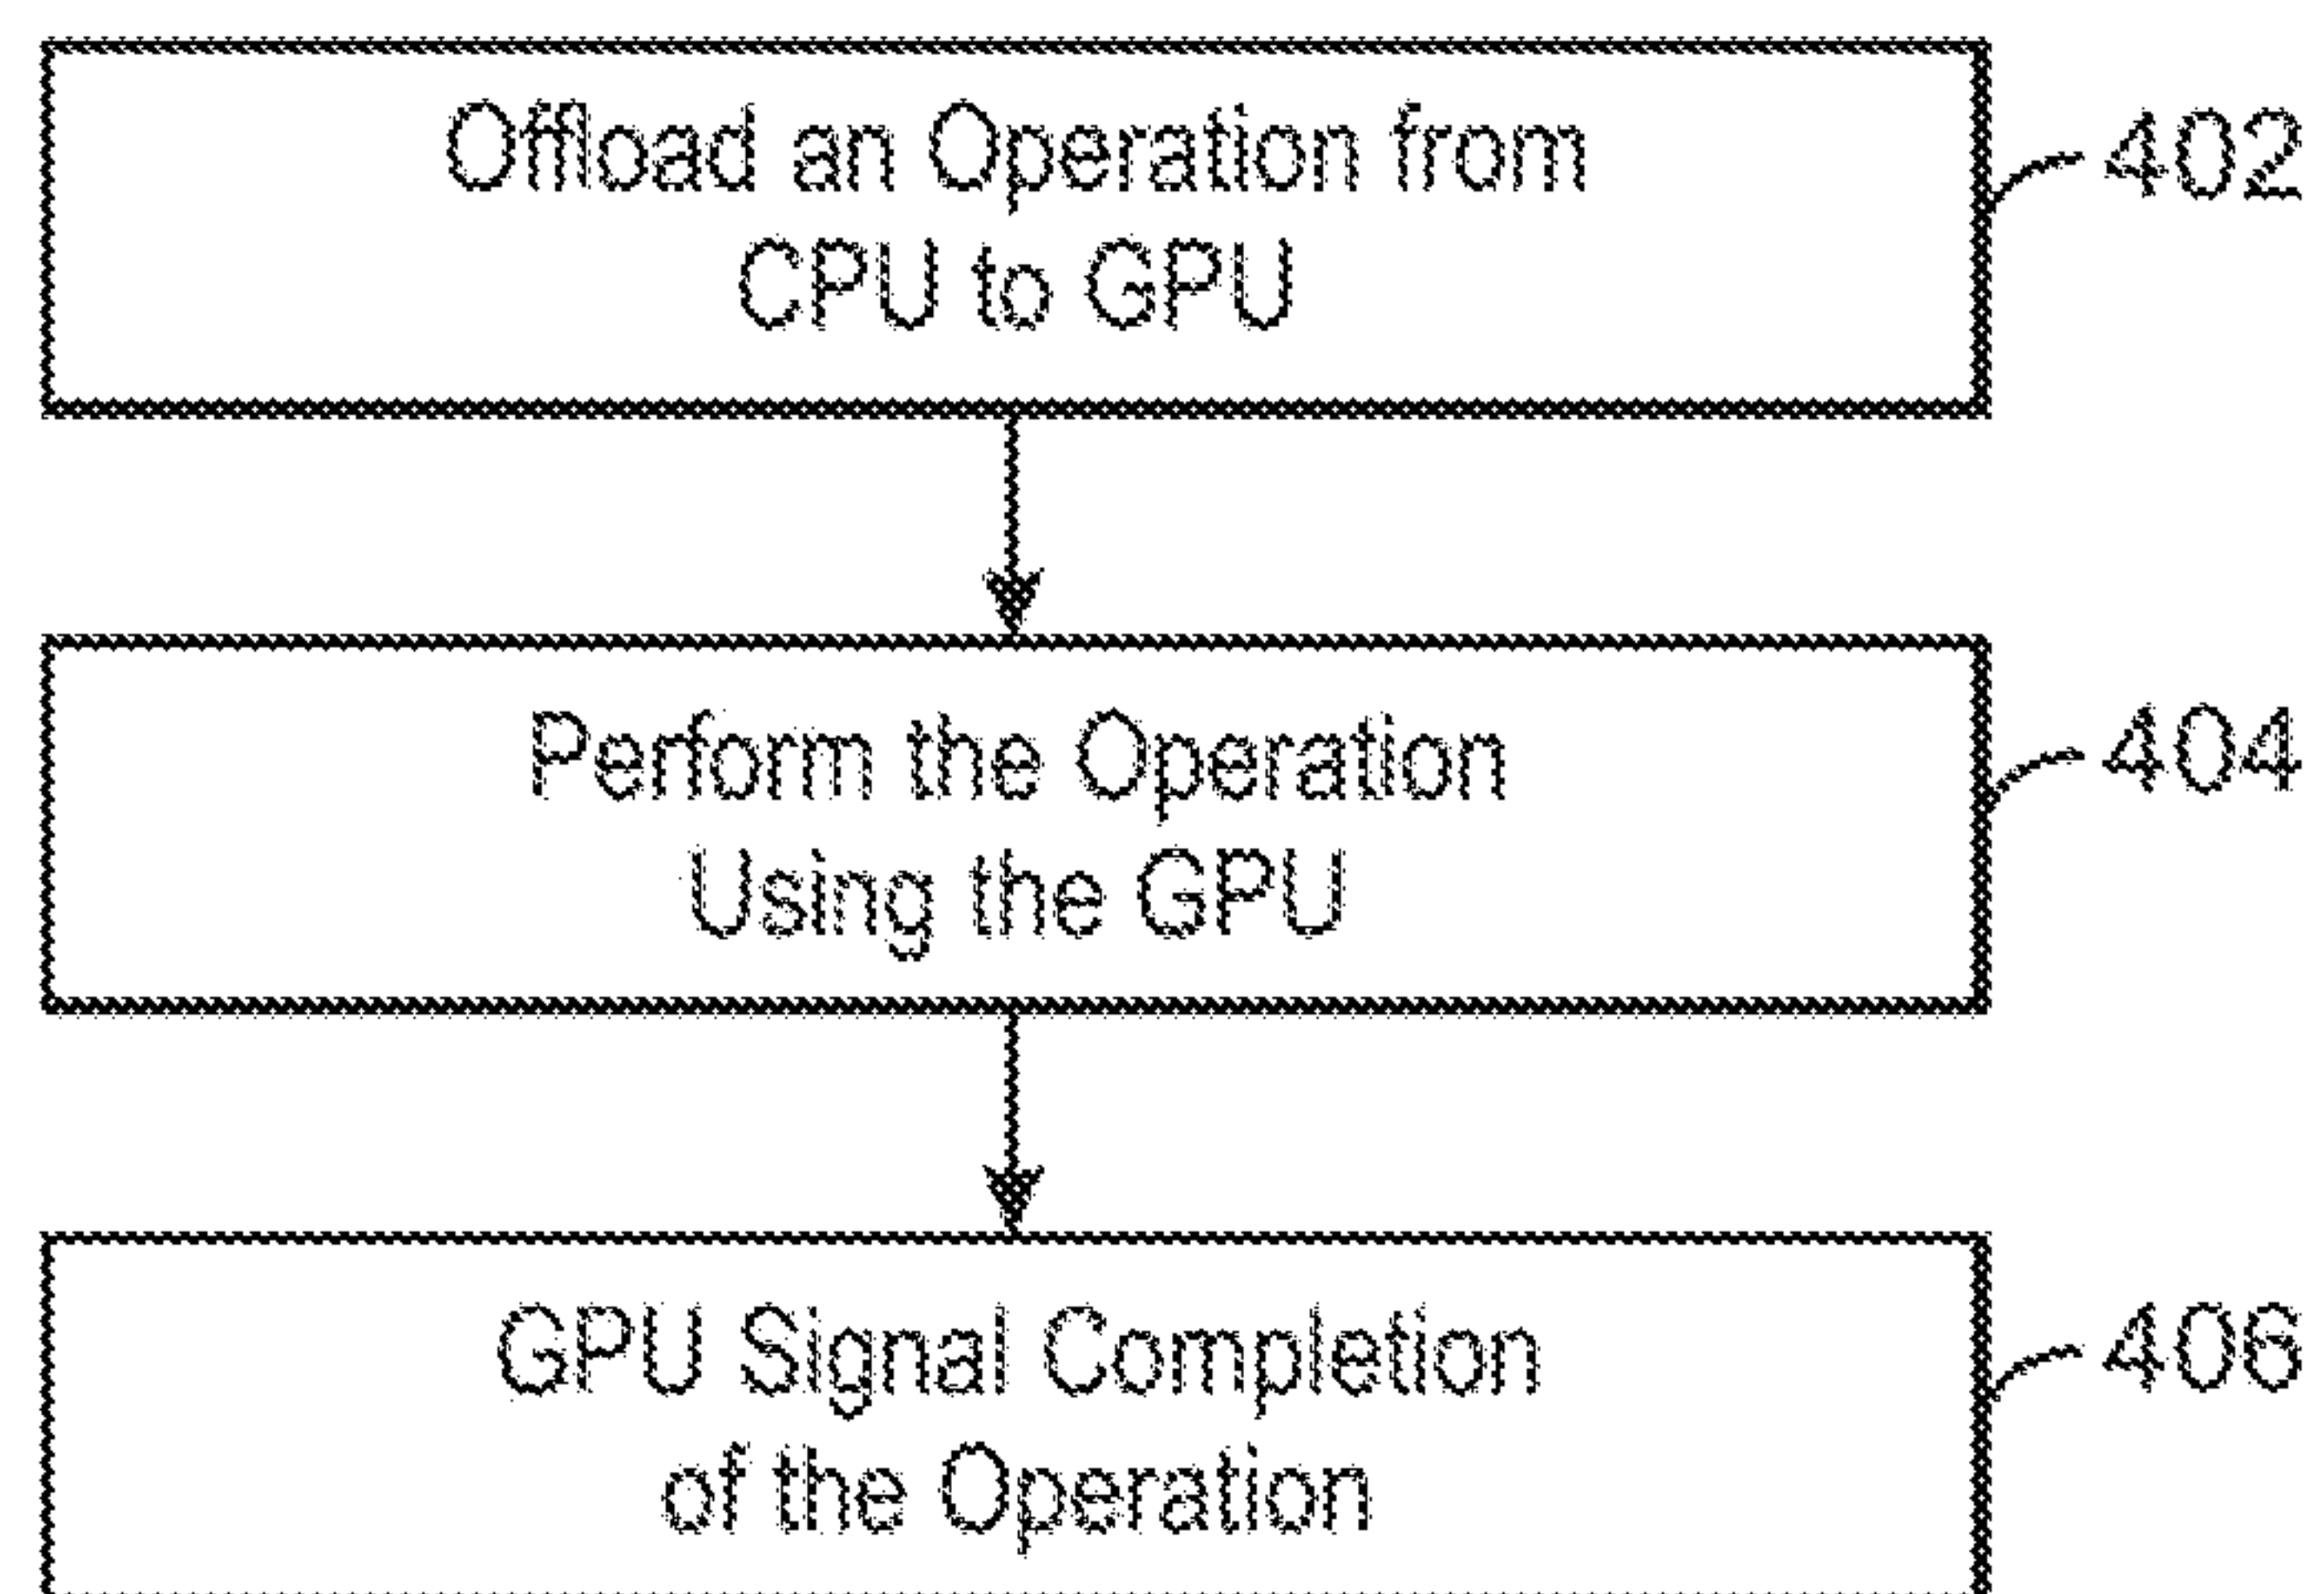 Offload an Operation from
CPU to GPU
402
Perform the Operation
Using the GPU
404
GPU Signal Completion
of the Operation
406